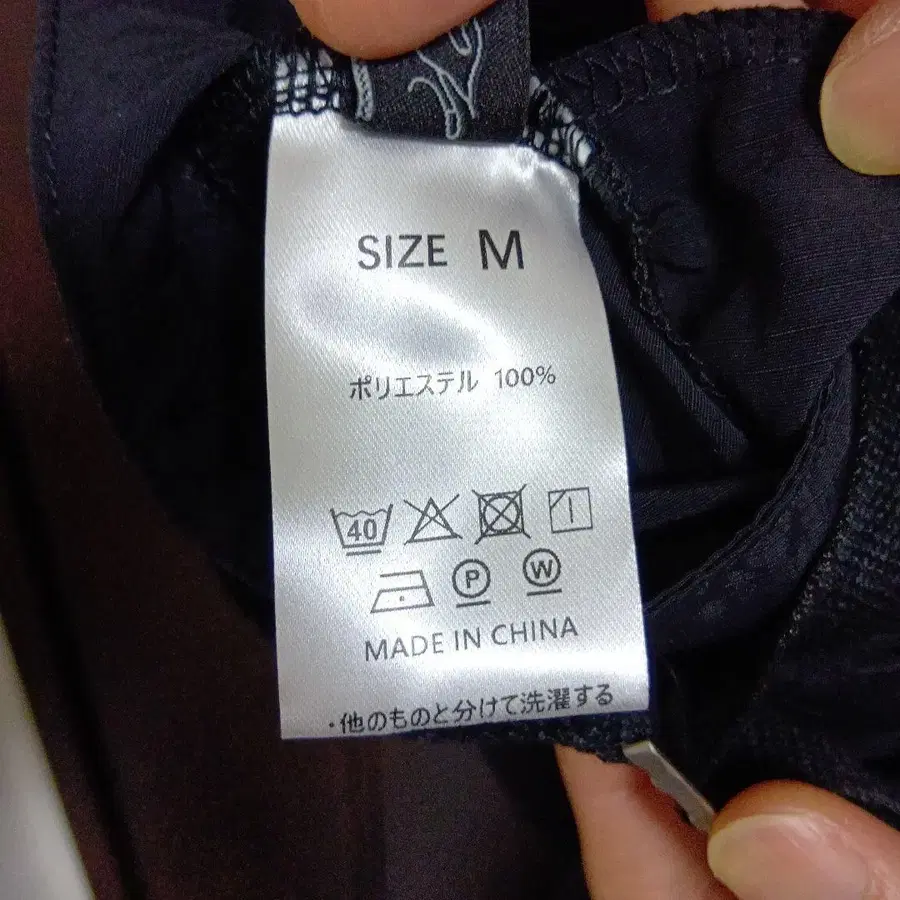 SIZE M
ポリエステル 100%
40
P W
MADE IN CHINA
・他のものと分けて洗濯する